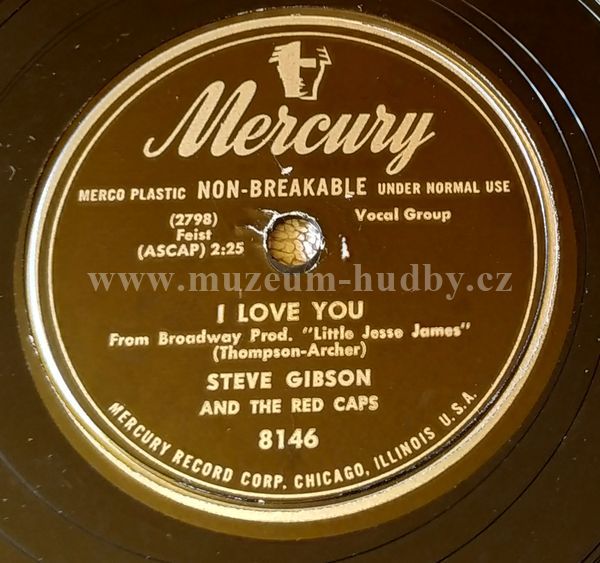 Mercury
MERCO PLASTIC NON-BREAKABLE UNDER NORMAL USE
(2798)
Feist
(ASCAP) 2:25
Vocal Group
www.muzeum-hudby.cz
I LOVE YOU
From Broadway Prod. "Little Jesse James"
(Thompson-Archer)
STEVE GIBSON
AND THE RED CAPS
8146
MERCURY RECORD CORP. CHICAGO, ILLINOIS U.S.A.